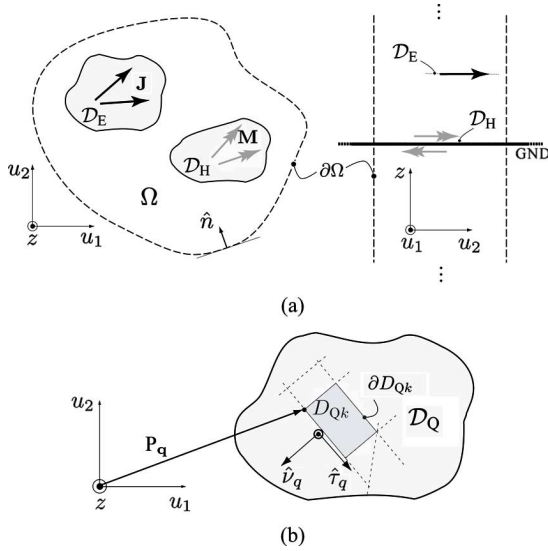 J
D_E
M
D_H
Ω
∂Ω
n̂
u_2
z
u_1
D_E
D_H
GND
z
u_1
u_2
(a)
∂D_Qk
D_Qk
D_Q
u_2
P_q
ν̂_q
τ̂_q
z
u_1
(b)